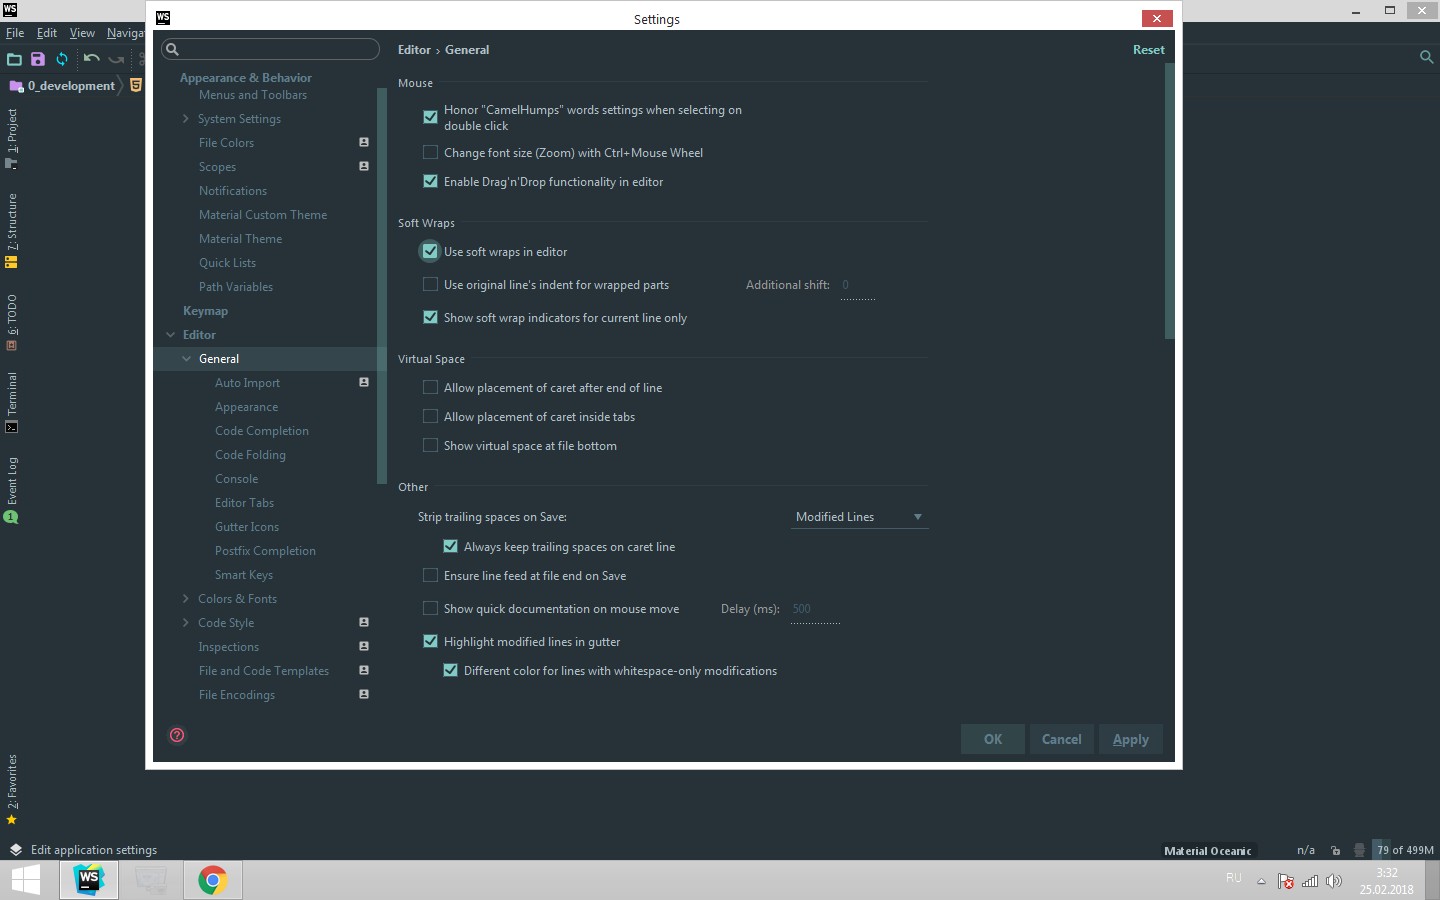 WS
WS
Settings
File Edit View Naviga
0_development
1: Project
7: Structure
6: TODO
Terminal
Event Log
1
2: Favorites
Appearance & Behavior
Menus and Toolbars
System Settings
File Colors
Scopes
Notifications
Material Custom Theme
Material Theme
Quick Lists
Path Variables
Keymap
Editor
General
Auto Import
Appearance
Code Completion
Code Folding
Console
Editor Tabs
Gutter Icons
Postfix Completion
Smart Keys
Colors & Fonts
Code Style
Inspections
File and Code Templates
File Encodings
Editor › General
Reset
Mouse
Honor "CamelHumps" words settings when selecting on
double click
Change font size (Zoom) with Ctrl+Mouse Wheel
Enable Drag'n'Drop functionality in editor
Soft Wraps
Use soft wraps in editor
Use original line's indent for wrapped parts Additional shift: 0
Show soft wrap indicators for current line only
Virtual Space
Allow placement of caret after end of line
Allow placement of caret inside tabs
Show virtual space at file bottom
Other
Strip trailing spaces on Save: Modified Lines
Always keep trailing spaces on caret line
Ensure line feed at file end on Save
Show quick documentation on mouse move Delay (ms): 500
Highlight modified lines in gutter
Different color for lines with whitespace-only modifications
?
OK Cancel Apply
Edit application settings
Material Oceanic n/a 79 of 499M
WS
RU
3:32
25.02.2018